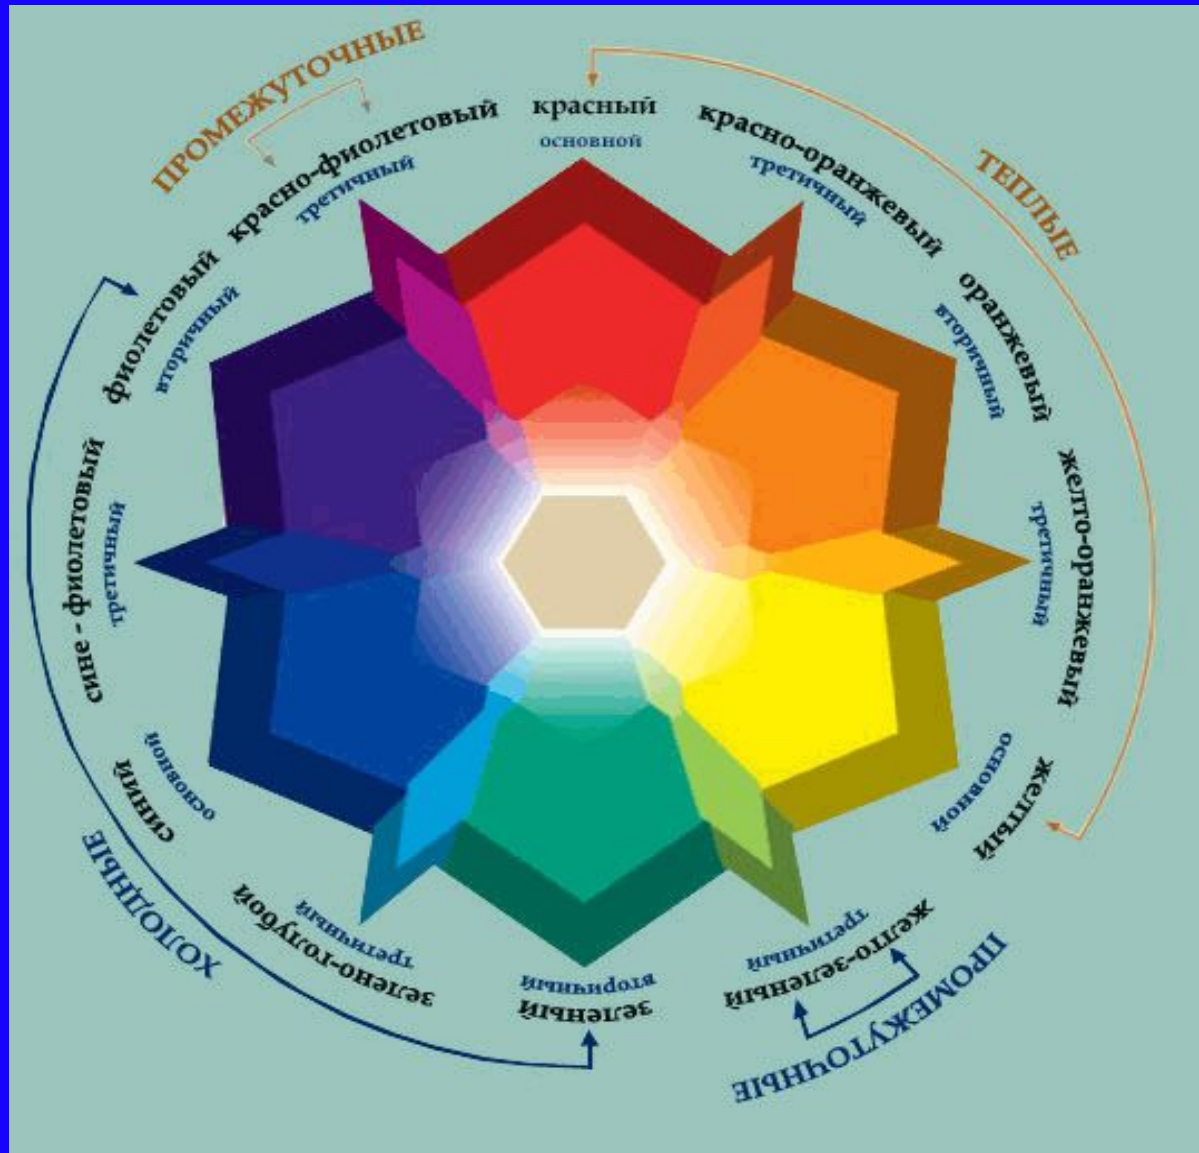 ПРОМЕЖУТОЧНЫЕ
красно-фиолетовый
третичный
красный
основной
красно-оранжевый
третичный
ТЕПЛЫЕ
оранжевый
вторичный
желто-оранжевый
третичный
желтый
основной
ПРОМЕЖУТОЧНЫЕ
желто-зеленый
третичный
зеленый
вторичный
зелено-голубой
третичный
ХОЛОДНЫЕ
синий
основной
сине - фиолетовый
третичный
фиолетовый
вторичный